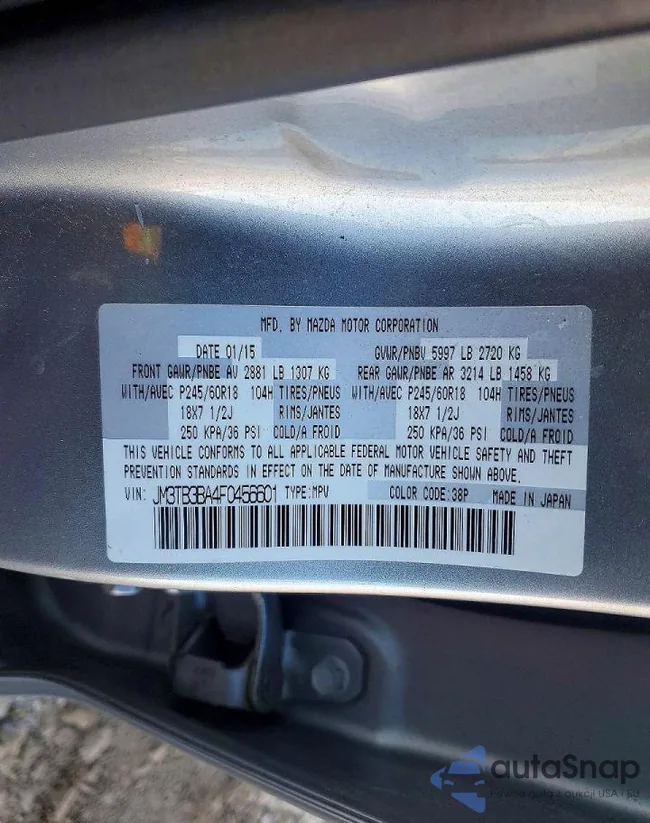 MFD. BY MAZDA MOTOR CORPORATION
DATE 01/15 GVWR/PNBV 5997 LB 2720 KG
FRONT GAWR/PNBE AV 2881 LB 1307 KG REAR GAWR/PNBE AR 3214 LB 1458 KG
WITH/AVEC P245/60R18 104H TIRES/PNEUS WITH/AVEC P245/60R18 104H TIRES/PNEUS
18X7 1/2J RIMS/JANTES 18X7 1/2J RIMS/JANTES
250 KPA/36 PSI COLD/A FROID 250 KPA/36 PSI COLD/A FROID
THIS VEHICLE CONFORMS TO ALL APPLICABLE FEDERAL MOTOR VEHICLE SAFETY AND THEFT
PREVENTION STANDARDS IN EFFECT ON THE DATE OF MANUFACTURE SHOWN ABOVE.
VIN: JM3TB3BA4F0456601 TYPE:MPV COLOR CODE:38P MADE IN JAPAN
autaSnap
aukcji USA i EU